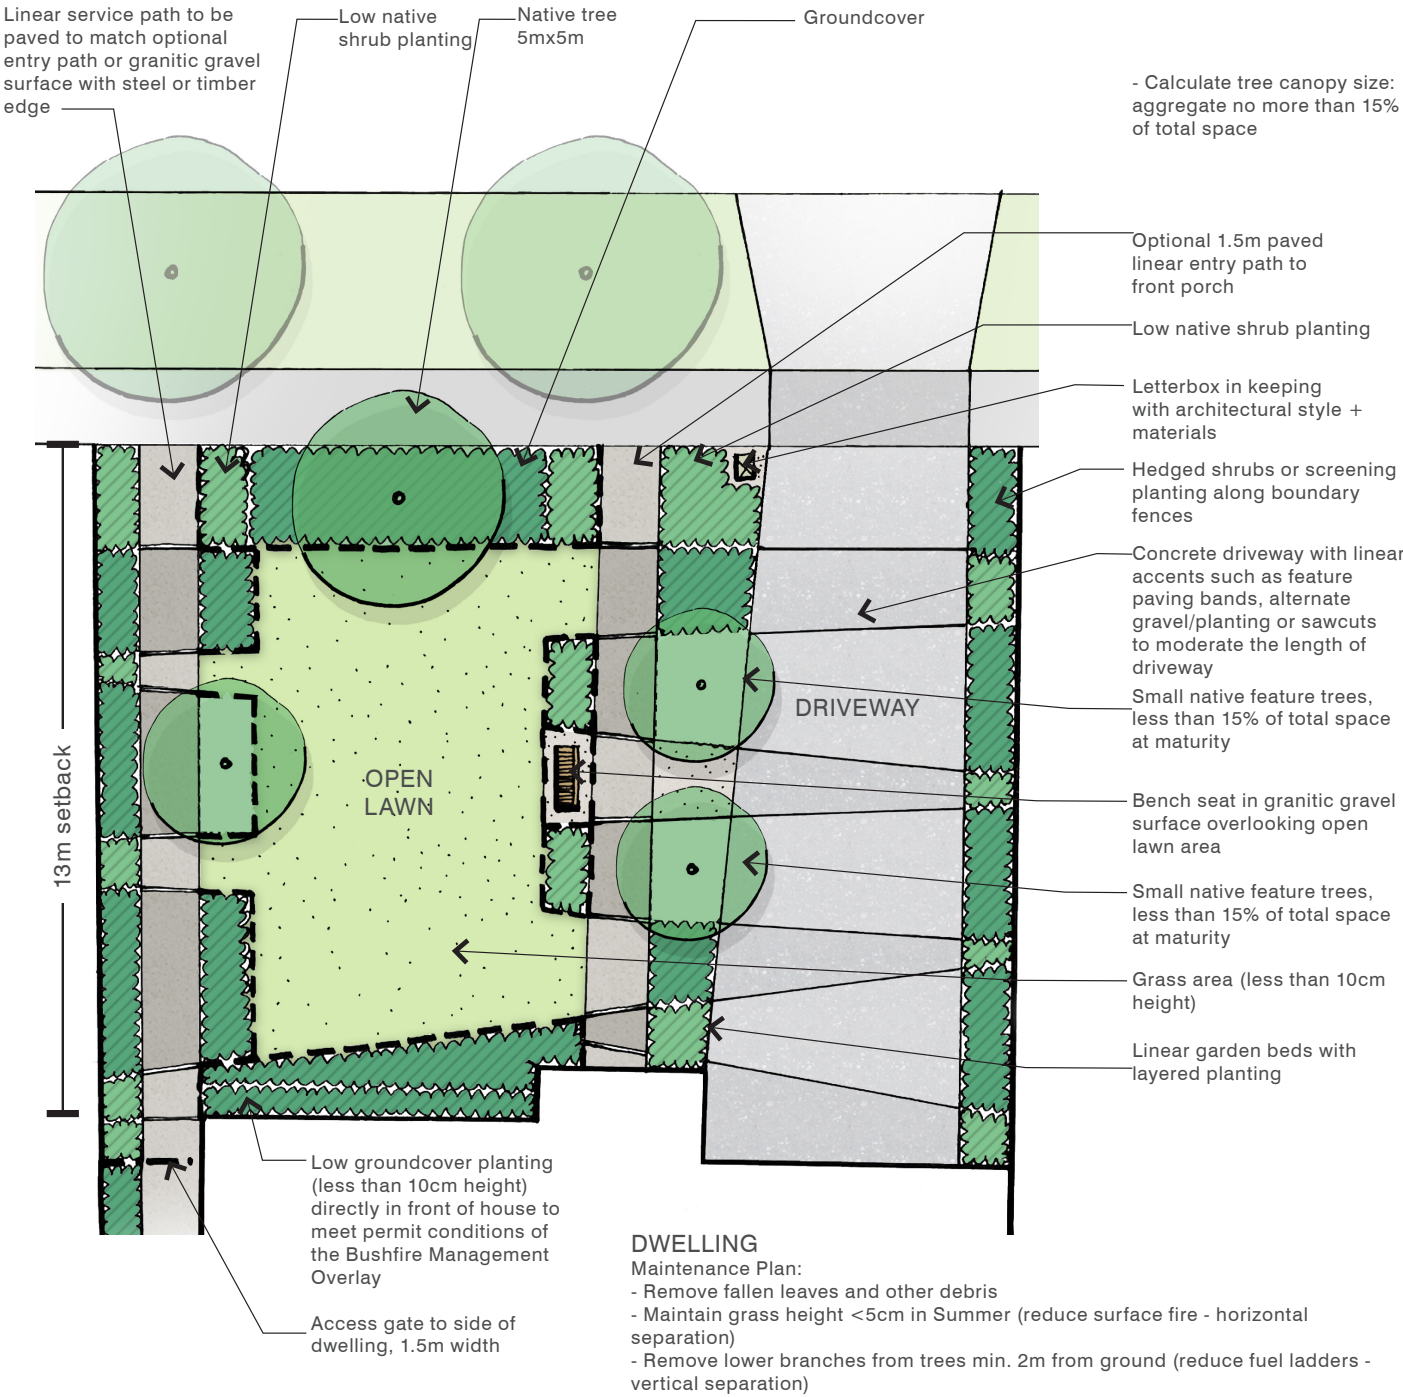 Linear service path to be
paved to match optional
entry path or granitic gravel
surface with steel or timber
edge
Low native
shrub planting
Native tree
5mx5m
Groundcover
- Calculate tree canopy size:
aggregate no more than 15%
of total space
Optional 1.5m paved
linear entry path to
front porch
Low native shrub planting
Letterbox in keeping
with architectural style +
materials
Hedged shrubs or screening
planting along boundary
fences
Concrete driveway with linear
accents such as feature
paving bands, alternate
gravel/planting or sawcuts
to moderate the length of
driveway
Small native feature trees,
less than 15% of total space
at maturity
DRIVEWAY
OPEN
LAWN
13m setback
Bench seat in granitic gravel
surface overlooking open
lawn area
Small native feature trees,
less than 15% of total space
at maturity
Grass area (less than 10cm
height)
Linear garden beds with
layered planting
Low groundcover planting
(less than 10cm height)
directly in front of house to
meet permit conditions of
the Bushfire Management
Overlay
Access gate to side of
dwelling, 1.5m width
DWELLING
Maintenance Plan:
- Remove fallen leaves and other debris
- Maintain grass height <5cm in Summer (reduce surface fire - horizontal
separation)
- Remove lower branches from trees min. 2m from ground (reduce fuel ladders -
vertical separation)